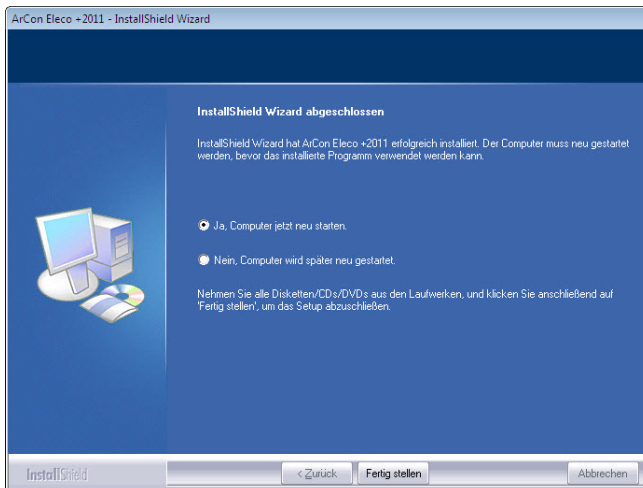 ArCon Eleco +2011 - InstallShield Wizard
InstallShield Wizard abgeschlossen
InstallShield Wizard hat ArCon Eleco +2011 erfolgreich installiert. Der Computer muss neu gestartet
werden, bevor das installierte Programm verwendet werden kann.
Ja, Computer jetzt neu starten.
Nein, Computer wird später neu gestartet.
Nehmen Sie alle Disketten/CDs/DVDs aus den Laufwerken, und klicken Sie anschließend auf
'Fertig stellen', um das Setup abzuschließen.
InstallShield
< Zurück
Fertig stellen
Abbrechen